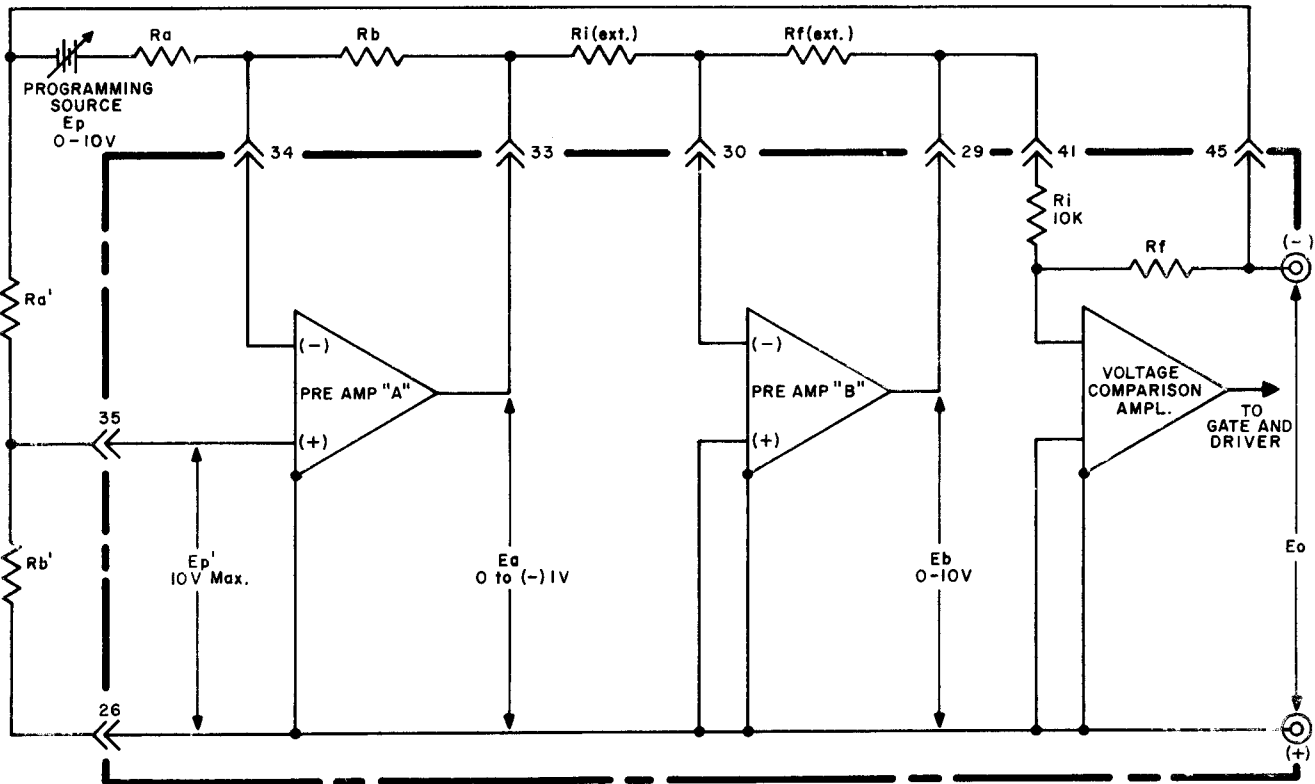 Ra
Rb
Ri(ext.)
Rf(ext.)
PROGRAMMING
SOURCE
Ep
0-10V
34
33
30
29
41
45
Ri
10K
(-)
Rf
Ra'
(-)
PRE AMP "A"
(+)
(-)
PRE AMP "B"
(+)
VOLTAGE
COMPARISON
AMPL.
TO
GATE AND
DRIVER
35
Rb'
Ep'
10V Max.
Ea
0 to (-)1V
Eb
0-10V
Eo
26
(+)